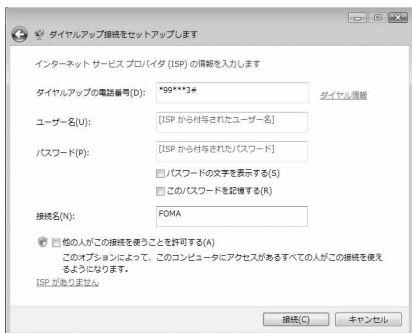 ダイヤルアップ接続をセットアップします
インターネット サービス プロバイダ (ISP) の情報を入力します
ダイヤルアップの電話番号(D): *99***3# ダイヤル情報
ユーザー名(U): [ISP から付与されたユーザー名]
パスワード(P): [ISP から付与されたパスワード]
パスワードの文字を表示する(S)
このパスワードを記憶する(R)
接続名(N): FOMA
他の人がこの接続を使うことを許可する(A)
このオプションによって、このコンピュータにアクセスがあるすべての人がこの接続を使え
るようになります。
ISP がありません
接続(C) キャンセル